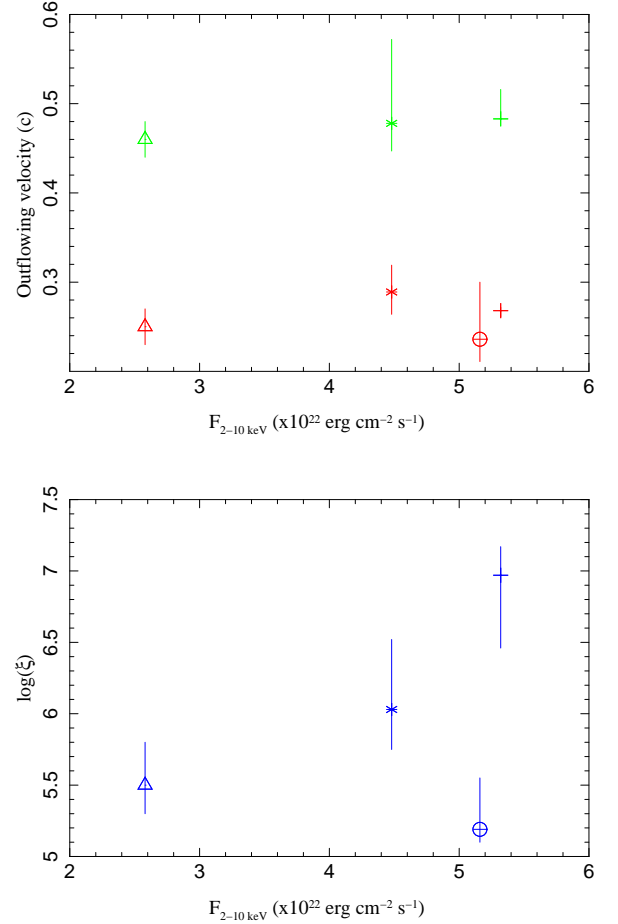 0.6
0.5
0.4
0.3
Outflowing velocity (c)
2 3 4 5 6
F₂₋₁₀ ₖₑV (x10²² erg cm⁻² s⁻¹)
7.5
7
6.5
6
5.5
5
log(ξ)
2 3 4 5 6
F₂₋₁₀ ₖₑV (x10²² erg cm⁻² s⁻¹)